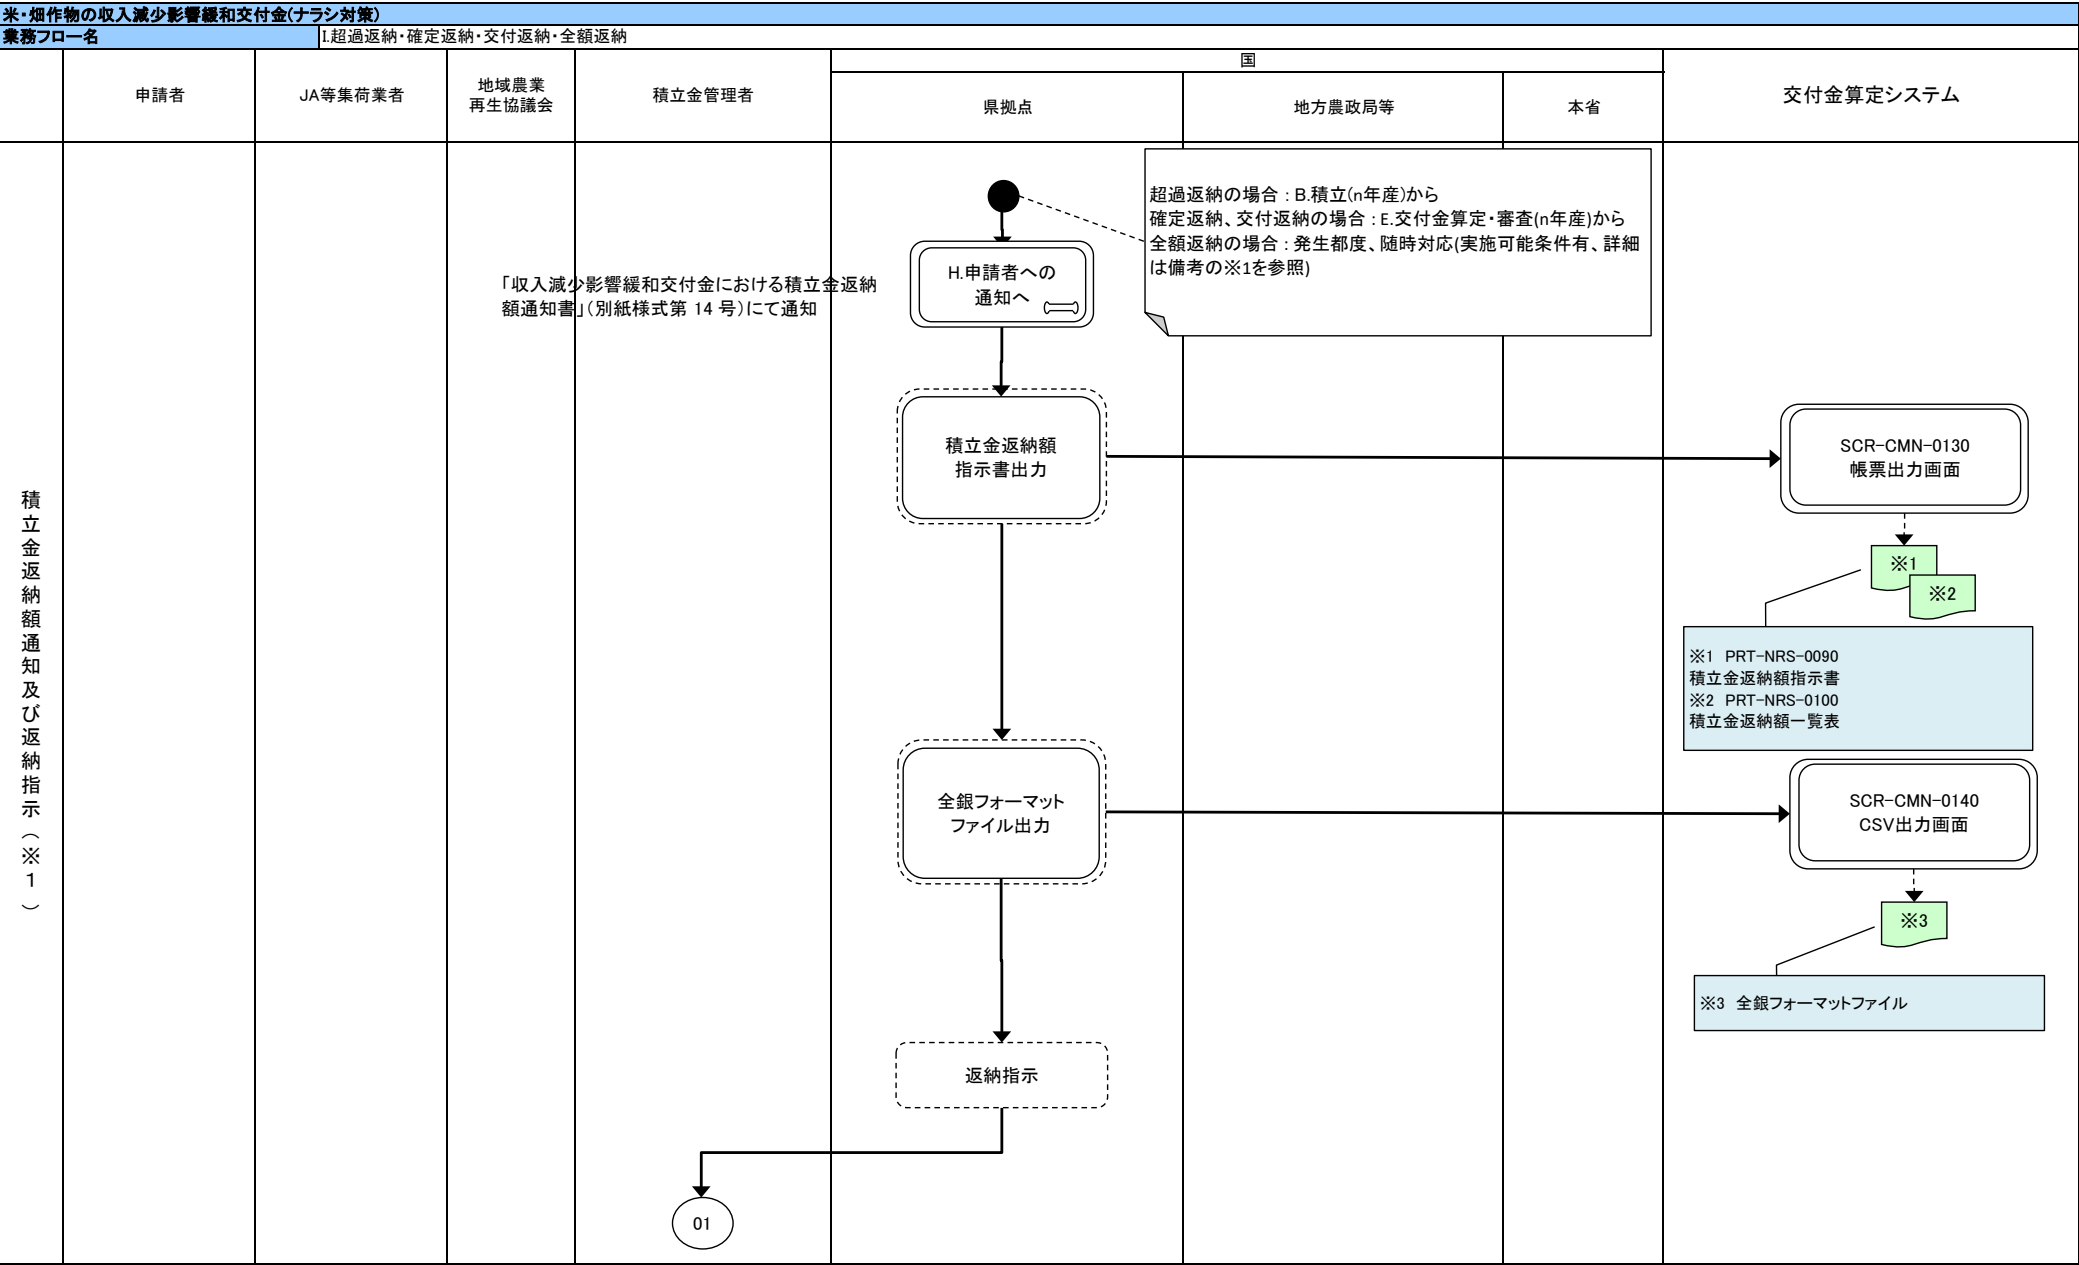 米・畑作物の収入減少影響緩和交付金(ナラシ対策)
業務フロー名
I.超過返納・確定返納・交付返納・全額返納
申請者
JA等集荷業者
地域農業
再生協議会
積立金管理者
国
県拠点
地方農政局等
本省
交付金算定システム
積立金返納額通知及び返納指示(※1)
超過返納の場合：B.積立(n年産)から
確定返納、交付返納の場合：E.交付金算定・審査(n年産)から
全額返納の場合：発生都度、随時対応(実施可能条件有、詳細
は備考の※1を参照)
H.申請者への
通知へ
「収入減少影響緩和交付金における積立金返納
額通知書」(別紙様式第 14 号)にて通知
積立金返納額
指示書出力
SCR-CMN-0130
帳票出力画面
※1
※2
※1 PRT-NRS-0090
積立金返納額指示書
※2 PRT-NRS-0100
積立金返納額一覧表
全銀フォーマット
ファイル出力
SCR-CMN-0140
CSV出力画面
※3
※3 全銀フォーマットファイル
返納指示
01